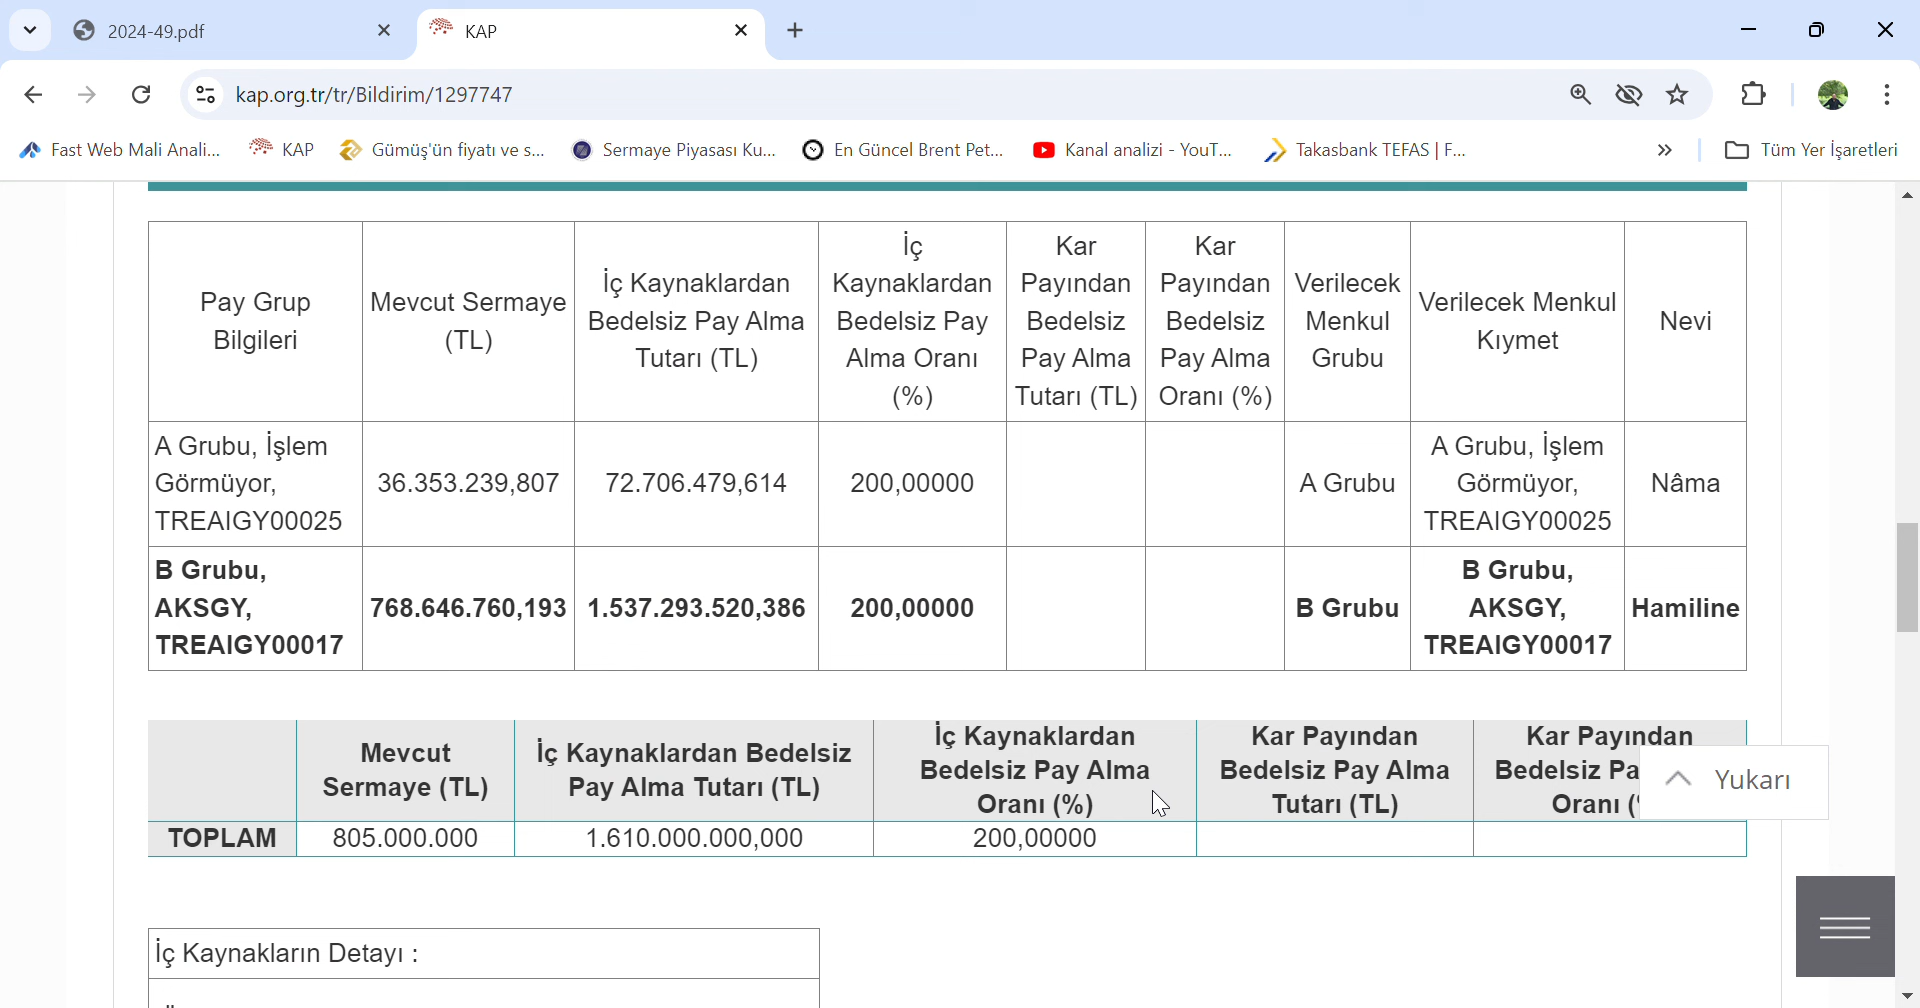 2024-49.pdf
KAP
kap.org.tr/tr/Bildirim/1297747
Fast Web Mali Anali...
KAP
Gümüş'ün fiyatı ve s...
Sermaye Piyasası Ku...
En Güncel Brent Pet...
Kanal analizi - YouT...
Takasbank TEFAS | F...
Tüm Yer İşaretleri
Pay Grup
Bilgileri
Mevcut Sermaye
(TL)
İç Kaynaklardan
Bedelsiz Pay Alma
Tutarı (TL)
İç
Kaynaklardan
Bedelsiz Pay
Alma Oranı
(%)
Kar
Payından
Bedelsiz
Pay Alma
Tutarı (TL)
Kar
Payından
Bedelsiz
Pay Alma
Oranı (%)
Verilecek
Menkul
Grubu
Verilecek Menkul
Kıymet
Nevi
A Grubu, İşlem
Görmüyor,
TREAIGY00025
36.353.239,807
72.706.479,614
200,00000
A Grubu
A Grubu, İşlem
Görmüyor,
TREAIGY00025
Nâma
B Grubu,
AKSGY,
TREAIGY00017
768.646.760,193
1.537.293.520,386
200,00000
B Grubu
B Grubu,
AKSGY,
TREAIGY00017
Hamiline
Mevcut
Sermaye (TL)
İç Kaynaklardan Bedelsiz
Pay Alma Tutarı (TL)
İç Kaynaklardan
Bedelsiz Pay Alma
Oranı (%)
Kar Payından
Bedelsiz Pay Alma
Tutarı (TL)
Kar Payından
Bedelsiz Pa
Oranı (
Yukarı
TOPLAM
805.000.000
1.610.000.000,000
200,00000
İç Kaynakların Detayı :